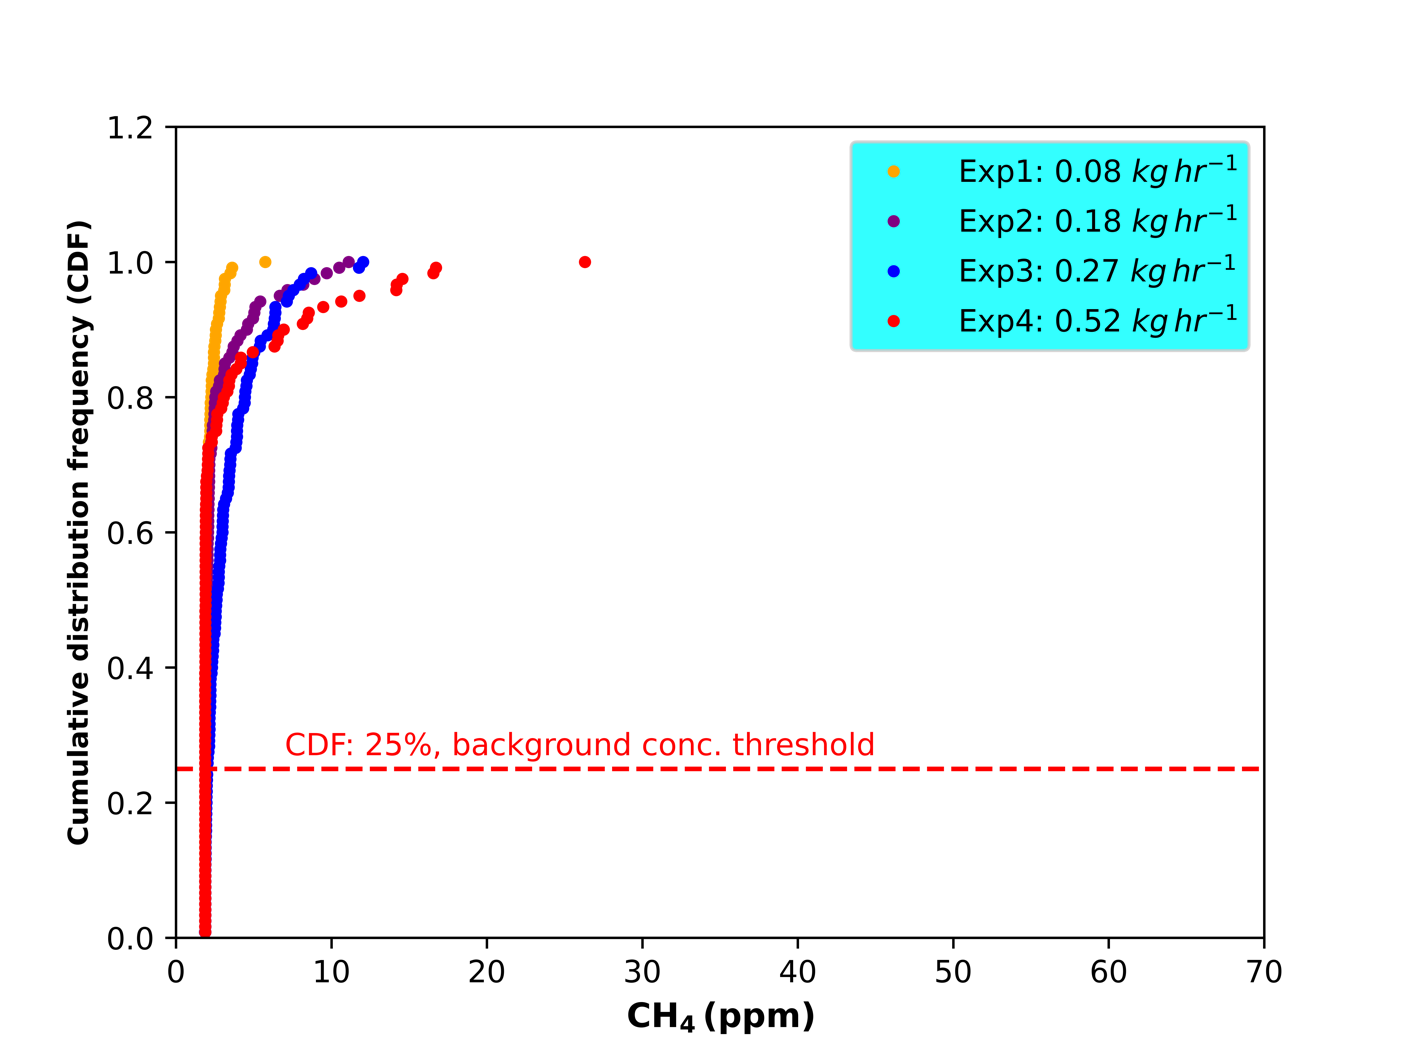 1.2
1.0
0.8
0.6
0.4
0.2
0.0
Cumulative distribution frequency (CDF)
Exp1: 0.08 kg hr⁻¹
Exp2: 0.18 kg hr⁻¹
Exp3: 0.27 kg hr⁻¹
Exp4: 0.52 kg hr⁻¹
CDF: 25%, background conc. threshold
0 10 20 30 40 50 60 70
CH₄ (ppm)